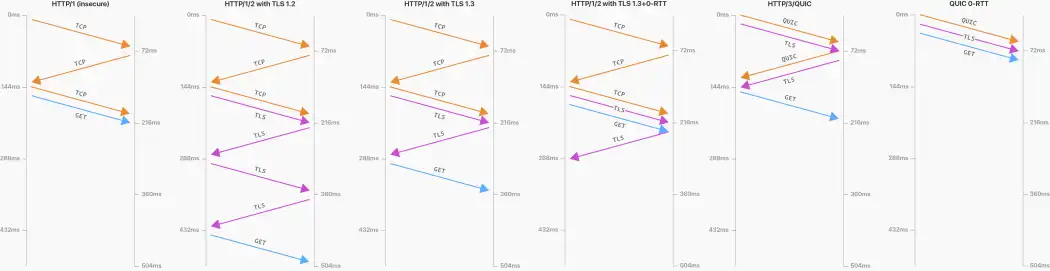 HTTP/1 (insecure)
0ms
TCP
72ms
TCP
144ms
TCP
GET
216ms
288ms
360ms
432ms
504ms
HTTP/1/2 with TLS 1.2
0ms
TCP
72ms
TCP
144ms
TCP
TLS
216ms
TLS
288ms
TLS
360ms
TLS
432ms
GET
504ms
HTTP/1/2 with TLS 1.3
0ms
TCP
72ms
TCP
144ms
TCP
TLS
216ms
TLS
288ms
GET
360ms
432ms
504ms
HTTP/1/2 with TLS 1.3+0-RTT
0ms
TCP
72ms
TCP
144ms
TCP
TLS
GET
216ms
TLS
288ms
360ms
432ms
504ms
HTTP/3/QUIC
0ms
QUIC
TLS
72ms
QUIC
TLS
144ms
GET
216ms
288ms
360ms
432ms
504ms
QUIC 0-RTT
0ms
QUIC
TLS
GET
72ms
144ms
216ms
288ms
360ms
432ms
504ms